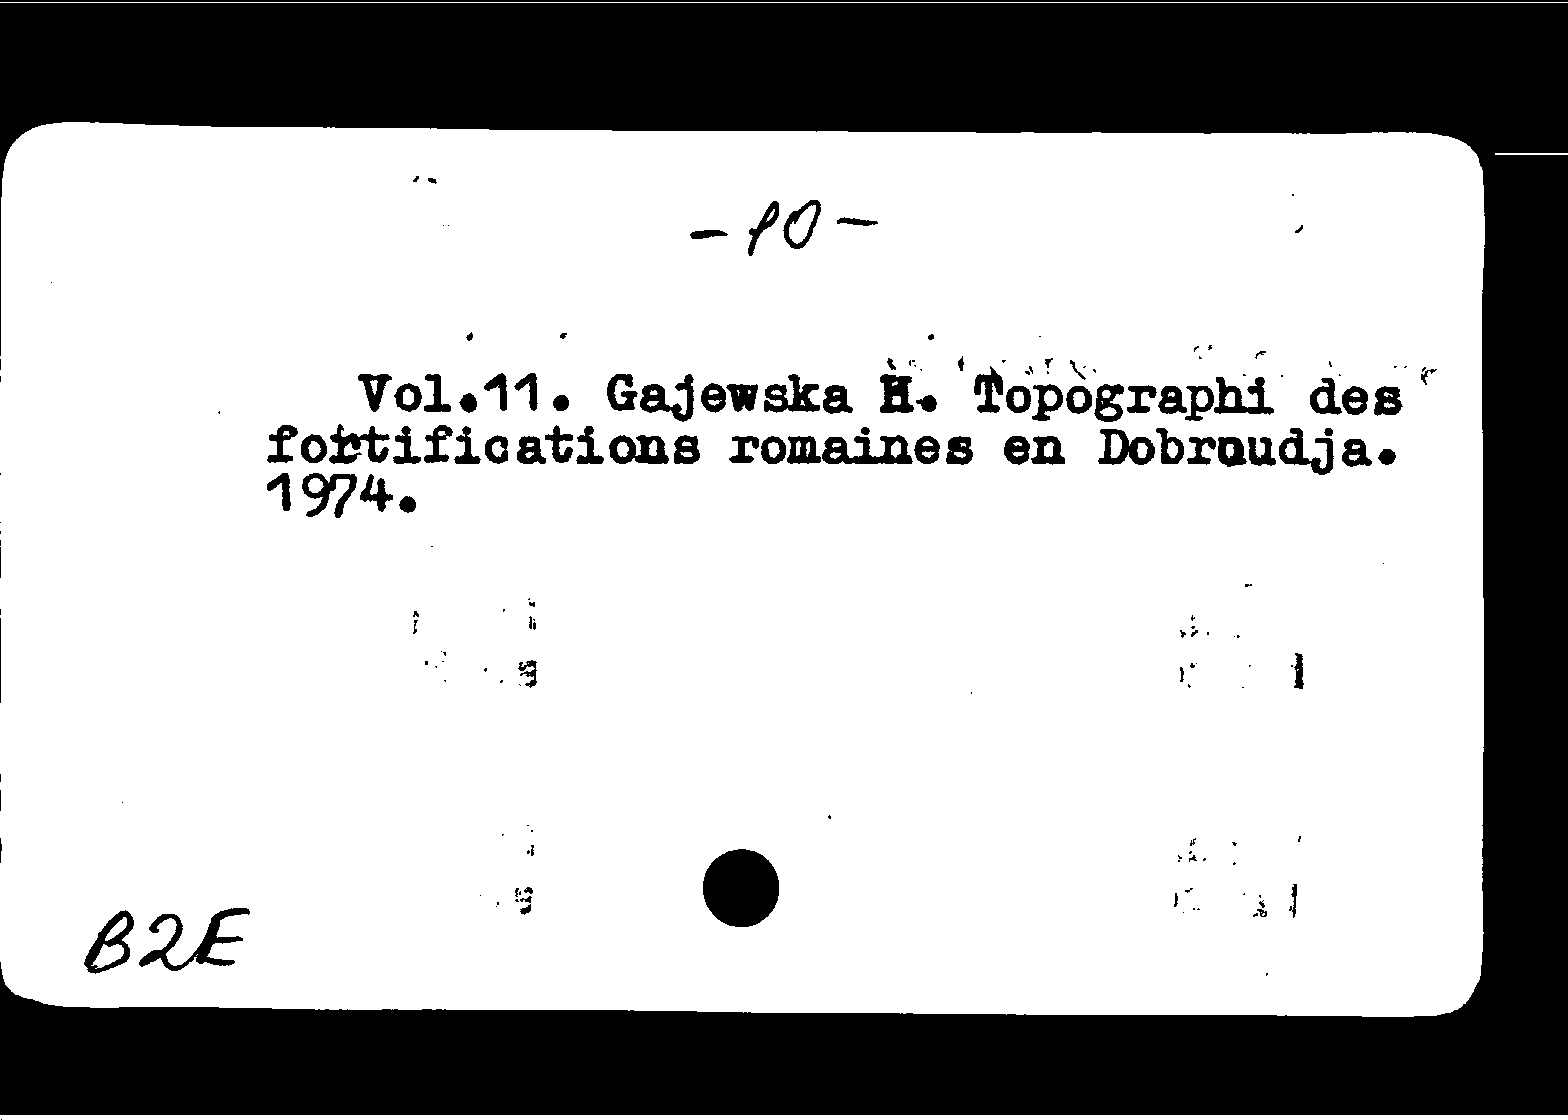 - 10 -
Vol.11. Gajewska H. Topographi des
fortifications romaines en Dobroudja.
1974.
B2E